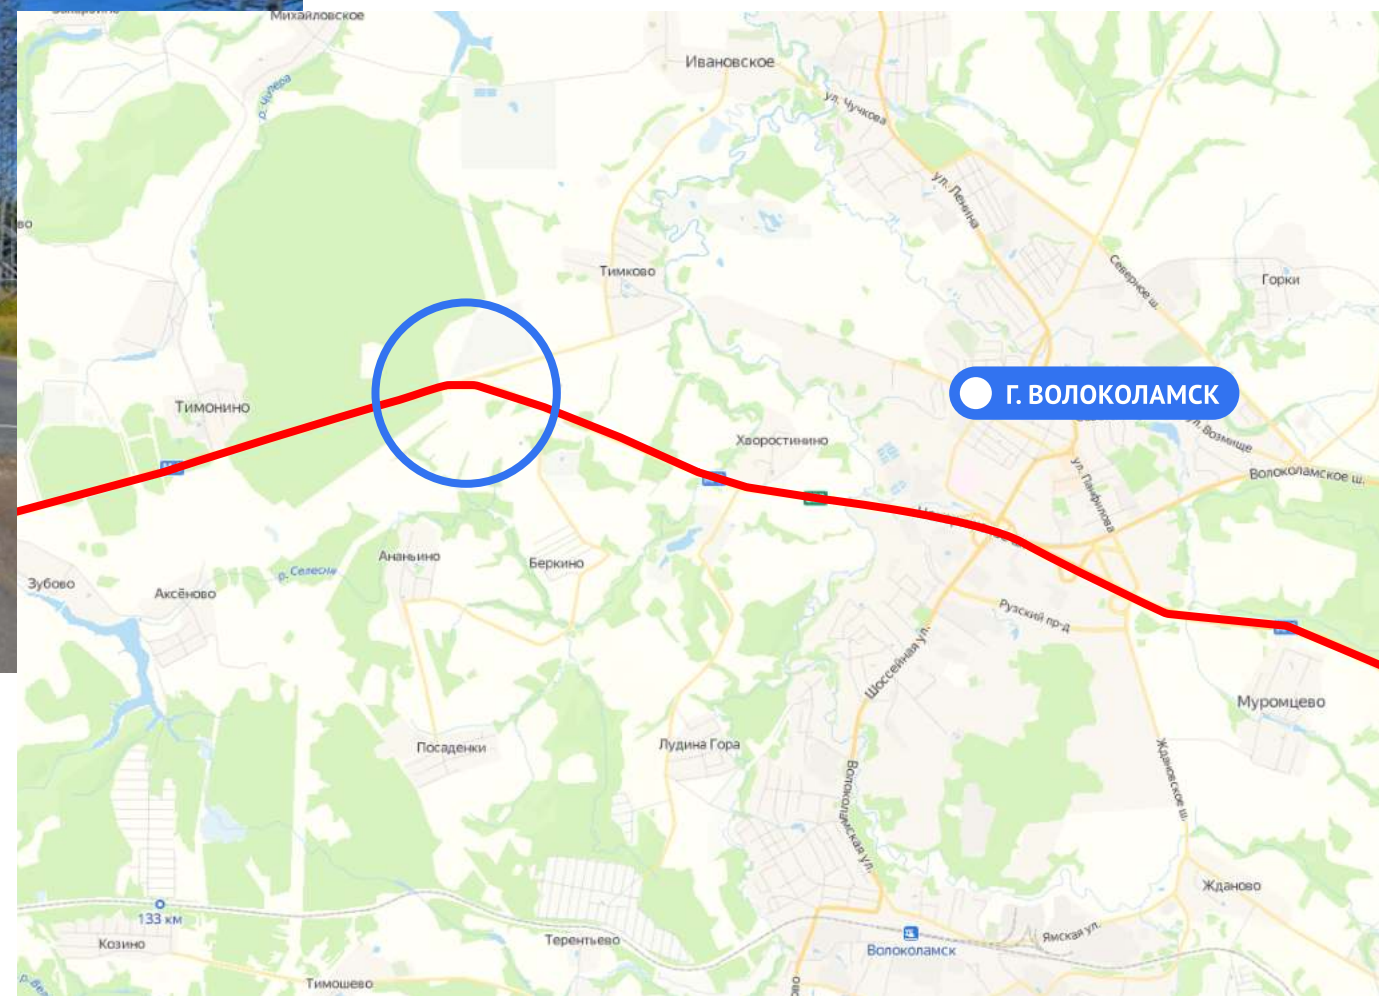 Михайловское
р. Чилера
Ивановское
ул. Чучкова
ул. Ленина
во
Тимково
Северное ш.
Горки
Г. ВОЛОКОЛАМСК
Тимонино
Хворостинино
ул. Возмище
Волоколамское ш.
ул. Панфилова
Ананьино
Беркино
р. Селесня
Зубово
Аксёново
Рузский пр-д
Шоссейная ул.
Муромцево
Посаденки
Лудина Гора
Волоколамская ул.
Ждановское ш.
Жданово
133 км
Козино
Терентьево
Волоколамск
Ямская ул.
Тимошево